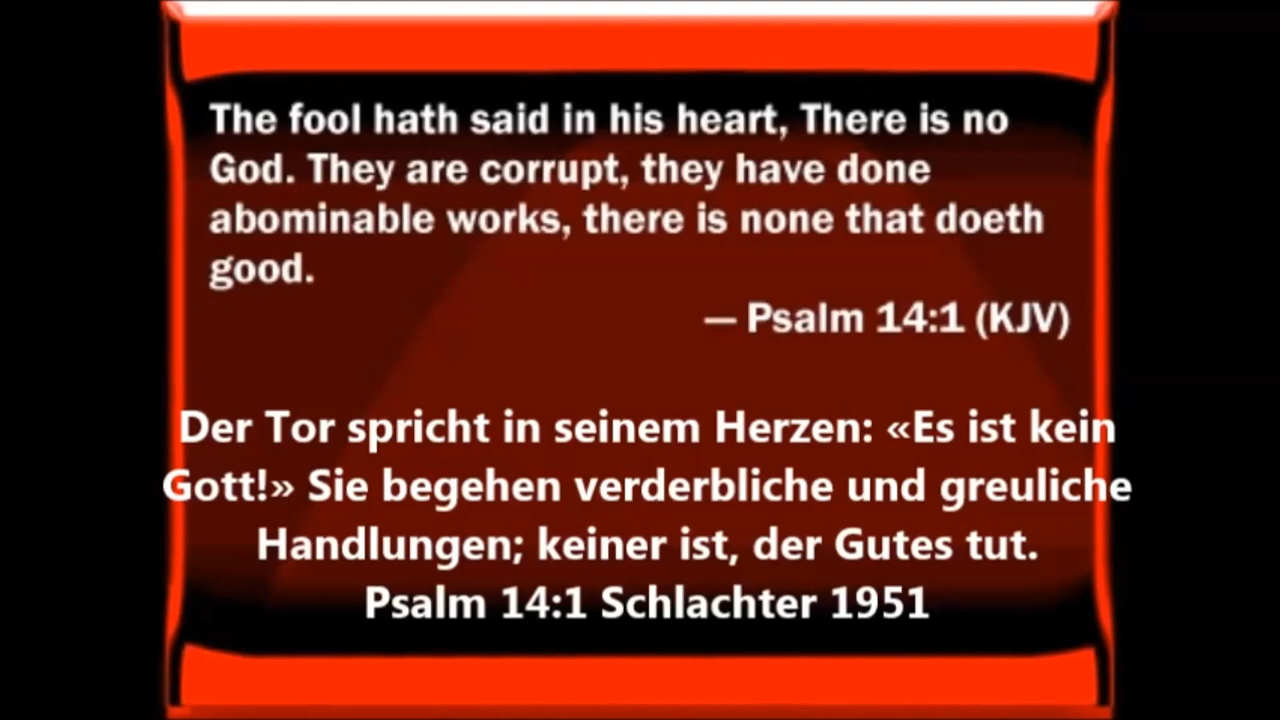 The fool hath said in his heart, There is no
God. They are corrupt, they have done
abominable works, there is none that doeth
good.
— Psalm 14:1 (KJV)
Der Tor spricht in seinem Herzen: «Es ist kein
Gott!» Sie begehen verderbliche und greuliche
Handlungen; keiner ist, der Gutes tut.
Psalm 14:1 Schlachter 1951